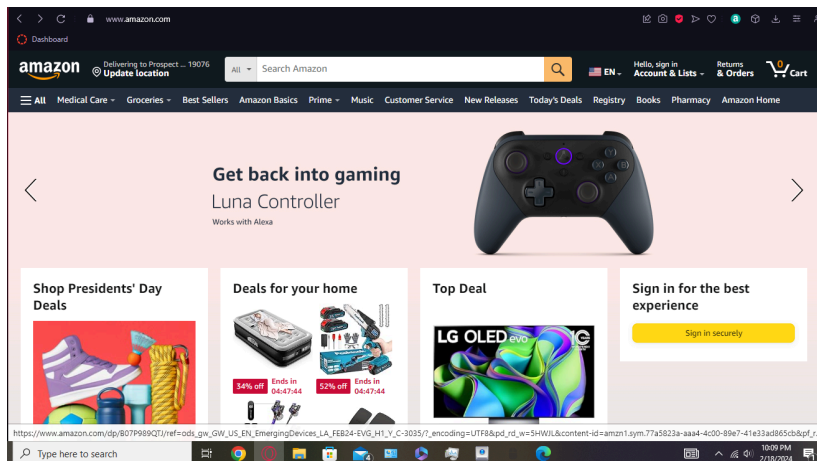 www.amazon.com
Dashboard
amazon
Delivering to Prospect ... 19076
Update location
All
Search Amazon
EN
Hello, sign in
Account & Lists
Returns
& Orders
0
Cart
All Medical Care Groceries Best Sellers Amazon Basics Prime Music Customer Service New Releases Today's Deals Registry Books Pharmacy Amazon Home
Get back into gaming
Luna Controller
Works with Alexa
Y
X
B
A
Shop Presidents' Day
Deals
Deals for your home
34% off
Ends in
04:47:44
52% off
Ends in
04:47:44
Top Deal
LG OLED evo
Sign in for the best
experience
Sign in securely
https://www.amazon.com/dp/B07P989QTJ/ref=ods_gw_GW_US_EN_EmergingDevices_LA_FEB24-EVG_H1_Y_C-3035/?_encoding=UTF8&pd_rd_w=5HWJL&content-id=amzn1.sym.77a5823a-aaa4-4c00-89e7-41e33ad865cb&pf_r
Type here to search
10:09 PM
2/18/2024